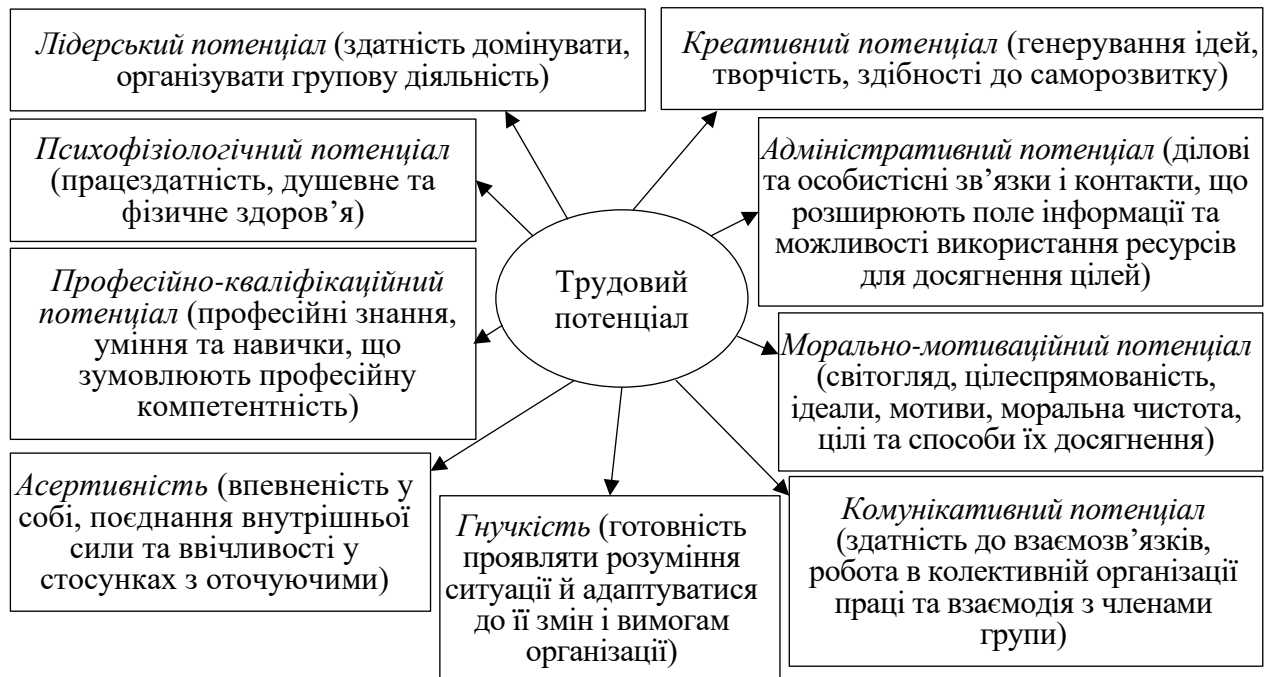 Лідерський потенціал (здатність домінувати,
організувати групову діяльність)
Креативний потенціал (генерування ідей,
творчість, здібності до саморозвитку)
Психофізіологічний потенціал
(працездатність, душевне та
фізичне здоров’я)
Адміністративний потенціал (ділові
та особистісні зв’язки і контакти, що
розширюють поле інформації та
можливості використання ресурсів
для досягнення цілей)
Професійно-кваліфікаційний
потенціал (професійні знання,
уміння та навички, що
зумовлюють професійну
компетентність)
Трудовий
потенціал
Морально-мотиваційний потенціал
(світогляд, цілеспрямованість,
ідеали, мотиви, моральна чистота,
цілі та способи їх досягнення)
Асертивність (впевненість у
собі, поєднання внутрішньої
сили та ввічливості у
стосунках з оточуючими)
Гнучкість (готовність
проявляти розуміння
ситуації й адаптуватися
до її змін і вимогам
організації)
Комунікативний потенціал
(здатність до взаємозв’язків,
робота в колективній організації
праці та взаємодія з членами
групи)